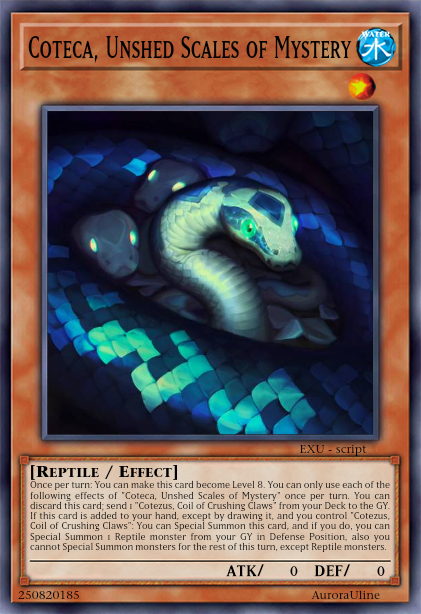 Coteca, Unshed Scales of Mystery
WATER
水
EXU - script
[Reptile / Effect]
Once per turn: You can make this card become Level 8. You can only use each of the
following effects of "Coteca, Unshed Scales of Mystery" once per turn. You can
discard this card; send 1 "Cotezus, Coil of Crushing Claws" from your Deck to the GY.
If this card is added to your hand, except by drawing it, and you control "Cotezus,
Coil of Crushing Claws": You can Special Summon this card, and if you do, you can
Special Summon 1 Reptile monster from your GY in Defense Position, also you
cannot Special Summon monsters for the rest of this turn, except Reptile monsters.
ATK/ 0 DEF/ 0
250820185 AuroraUline